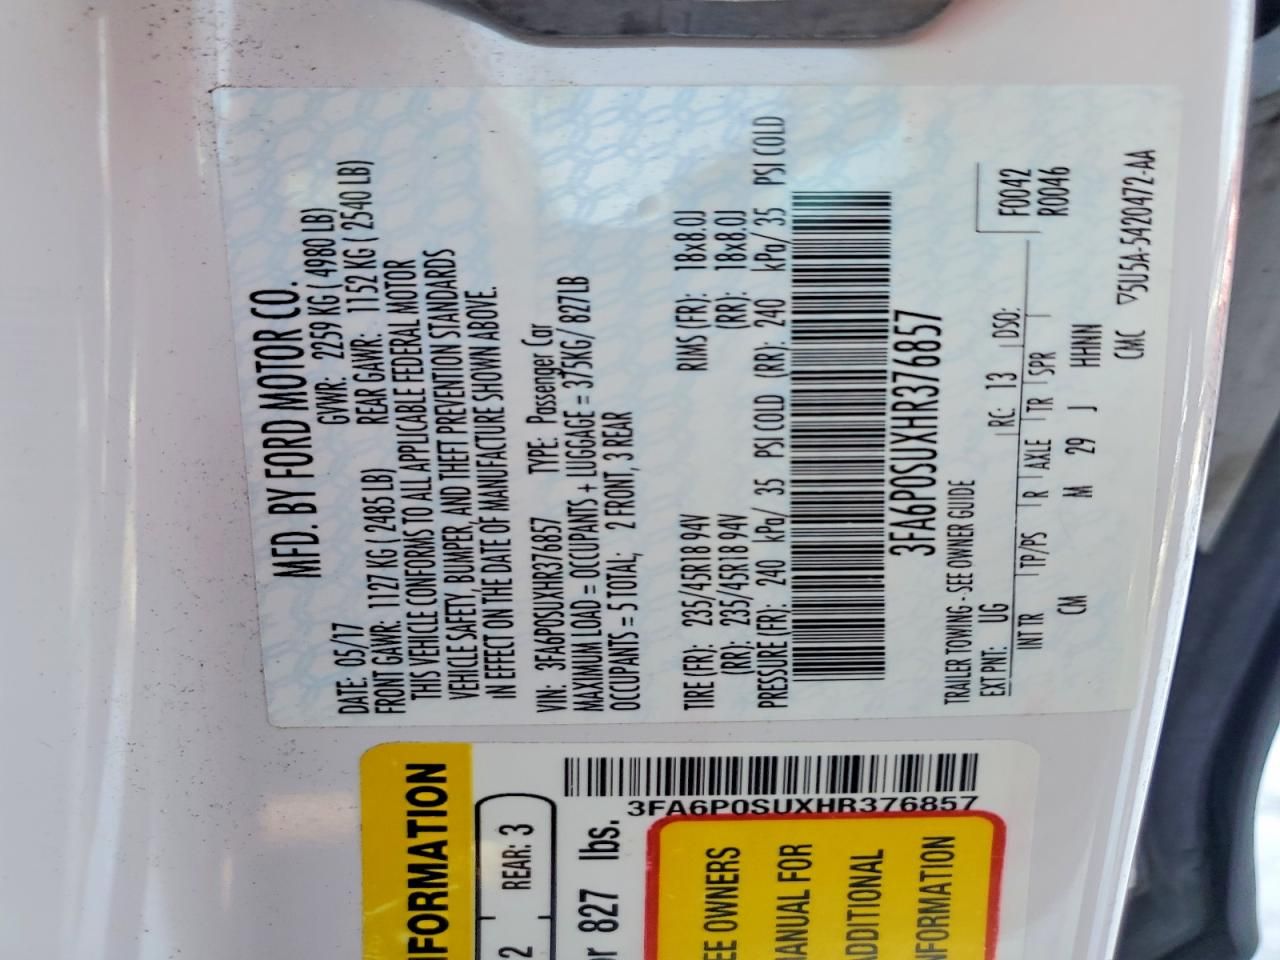 MFD. BY FORD MOTOR CO.
DATE: 05/17 GVWR: 2259 KG ( 4980 LB)
FRONT GAWR: 1127 KG ( 2485 LB) REAR GAWR: 1152 KG ( 2540 LB)
THIS VEHICLE CONFORMS TO ALL APPLICABLE FEDERAL MOTOR
VEHICLE SAFETY, BUMPER, AND THEFT PREVENTION STANDARDS
IN EFFECT ON THE DATE OF MANUFACTURE SHOWN ABOVE.
VIN: 3FA6P0SUXHR376857 TYPE: Passenger Car
MAXIMUM LOAD = OCCUPANTS + LUGGAGE = 375KG/ 827LB
OCCUPANTS = 5 TOTAL; 2 FRONT, 3 REAR
TIRE (FR): 235/45R18 94V RIMS (FR): 18x8.0J
(RR): 235/45R18 94V (RR): 18x8.0J
PRESSURE (FR): 240 kPa/ 35 PSI COLD (RR): 240 kPa/ 35 PSI COLD
3FA6P0SUXHR376857
TRAILER TOWING - SEE OWNER GUIDE
EXT PNT: UG RC: 13 DSO: F0042
INT TR TP/PS R AXLE TR SPR R0046
CM M 29 J HHNN
CMC ▽5U5A-5420472-AA
FORMATION
2 REAR: 3
or 827 lbs.
3FA6P0SUXHR376857
EE OWNERS
MANUAL FOR
ADDITIONAL
NFORMATION